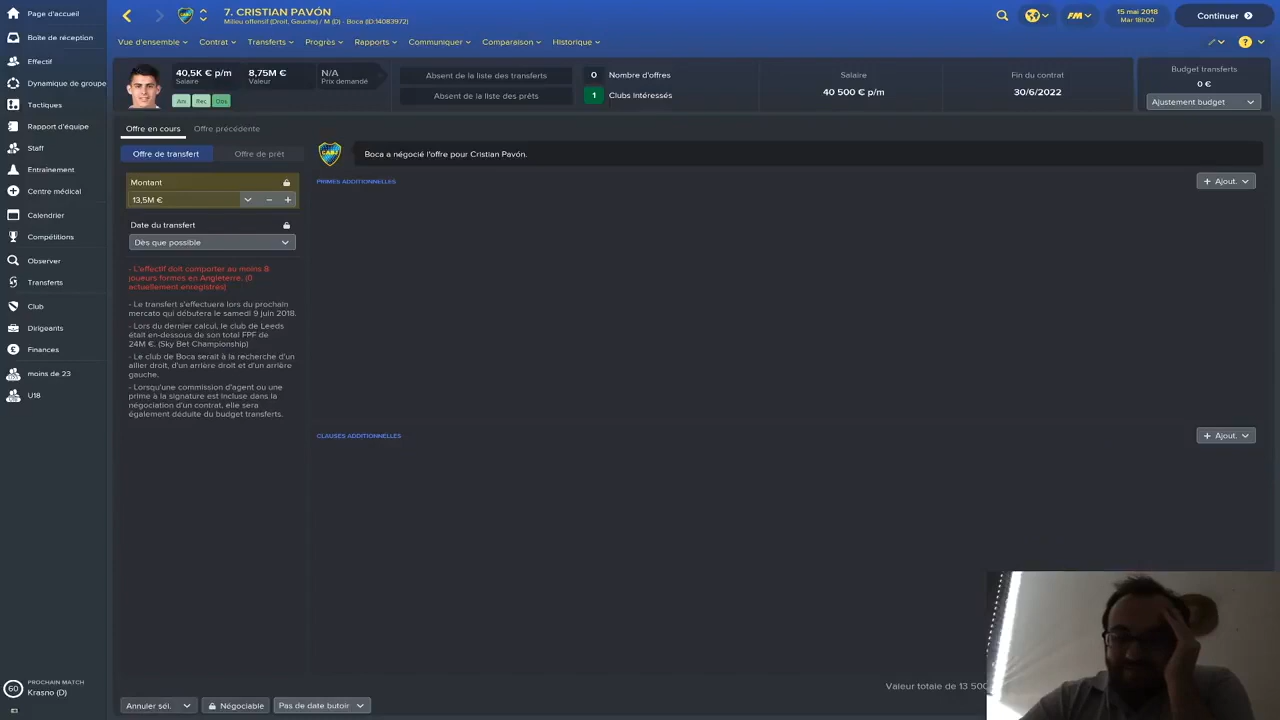 Page d'accueil
Boîte de réception
Effectif
Dynamique de groupe
Tactiques
Rapport d'équipe
Staff
Entraînement
Centre médical
Calendrier
Compétitions
Observer
Transferts
Club
Dirigeants
Finances
moins de 23
U18
60
PROCHAIN MATCH
Krasno (D)
7. CRISTIAN PAVÓN
Milieu offensif (Droit, Gauche) / M (D) - Boca (ID:14083972)
FM
15 mai 2018
Mar 18h00
Continuer
Vue d'ensemble
Contrat
Transferts
Progrès
Rapports
Communiquer
Comparaison
Historique
?
40,5K € p/m
Salaire
8,75M €
Valeur
N/A
Prix demandé
Ani
Rec
Obs
Absent de la liste des transferts
Absent de la liste des prêts
0 Nombre d'offres
1 Clubs intéressés
Salaire
40 500 € p/m
Fin du contrat
30/6/2022
Budget transferts
0 €
Ajustement budget
Offre en cours
Offre précédente
Offre de transfert
Offre de prêt
Boca a négocié l'offre pour Cristian Pavón.
Montant
13,5M €
Date du transfert
Dès que possible
- L'effectif doit comporter au moins 8
joueurs formés en Angleterre. (0
actuellement enregistrés)
- Le transfert s'effectuera lors du prochain
mercato qui débutera le samedi 9 juin 2018.
- Lors du dernier calcul, le club de Leeds
était en-dessous de son total FPF de
24M €. (Sky Bet Championship)
- Le club de Boca serait à la recherche d'un
ailier droit, d'un arrière droit et d'un arrière
gauche.
- Lorsqu'une commission d'agent ou une
prime à la signature est incluse dans la
négociation d'un contrat, elle sera
également déduite du budget transferts.
PRIMES ADDITIONNELLES
+ Ajout.
CLAUSES ADDITIONNELLES
+ Ajout.
Valeur totale de 13 500
Annuler sél.
Négociable
Pas de date butoir